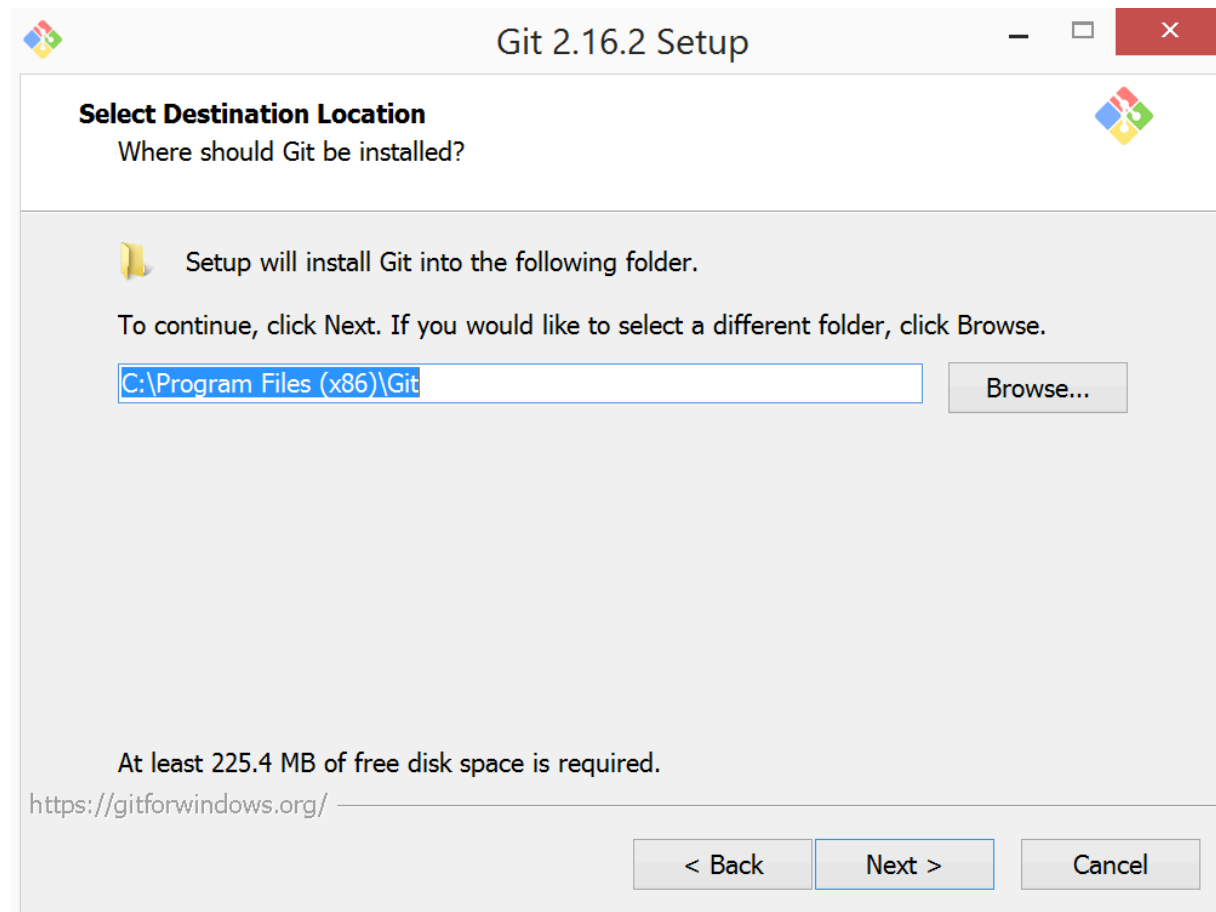 Git 2.16.2 Setup
Select Destination Location
Where should Git be installed?
Setup will install Git into the following folder.
To continue, click Next. If you would like to select a different folder, click Browse.
C:\Program Files (x86)\Git
Browse...
At least 225.4 MB of free disk space is required.
https://gitforwindows.org/
< Back
Next >
Cancel